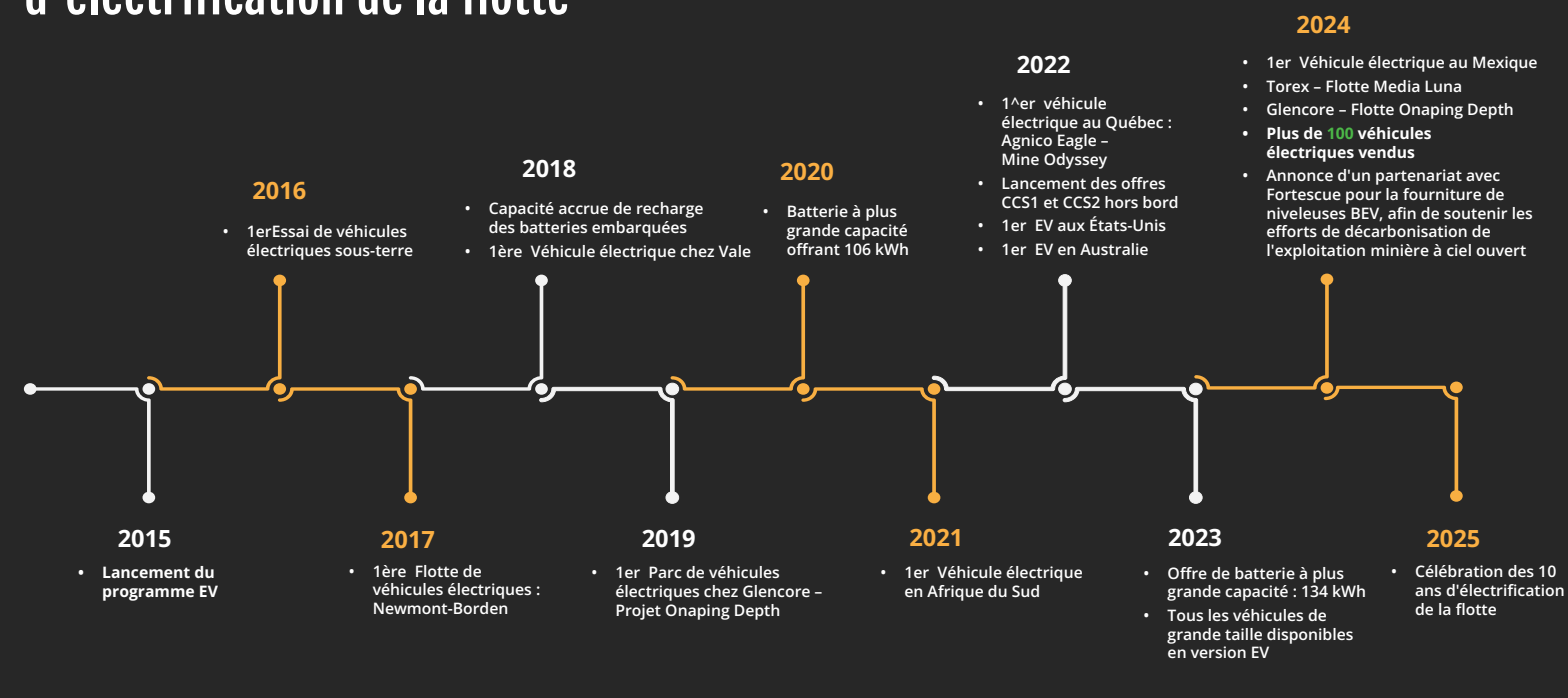 d'électrification de la flotte
2015
• Lancement du
programme EV
2016
• 1erEssai de véhicules
électriques sous-terre
2017
• 1ère Flotte de
véhicules électriques :
Newmont-Borden
2018
• Capacité accrue de recharge
des batteries embarquées
• 1ère Véhicule électrique chez Vale
2019
• 1er Parc de véhicules
électriques chez Glencore –
Projet Onaping Depth
2020
• Batterie à plus
grande capacité
offrant 106 kWh
2021
• 1er Véhicule électrique
en Afrique du Sud
2022
• 1^er véhicule
électrique au Québec :
Agnico Eagle –
Mine Odyssey
• Lancement des offres
CCS1 et CCS2 hors bord
• 1er EV aux États-Unis
• 1er EV en Australie
2023
• Offre de batterie à plus
grande capacité : 134 kWh
• Tous les véhicules de
grande taille disponibles
en version EV
2024
• 1er Véhicule électrique au Mexique
• Torex – Flotte Media Luna
• Glencore – Flotte Onaping Depth
• Plus de 100 véhicules
électriques vendus
• Annonce d'un partenariat avec
Fortescue pour la fourniture de
niveleuses BEV, afin de soutenir les
efforts de décarbonisation de
l'exploitation minière à ciel ouvert
2025
• Célébration des 10
ans d'électrification
de la flotte